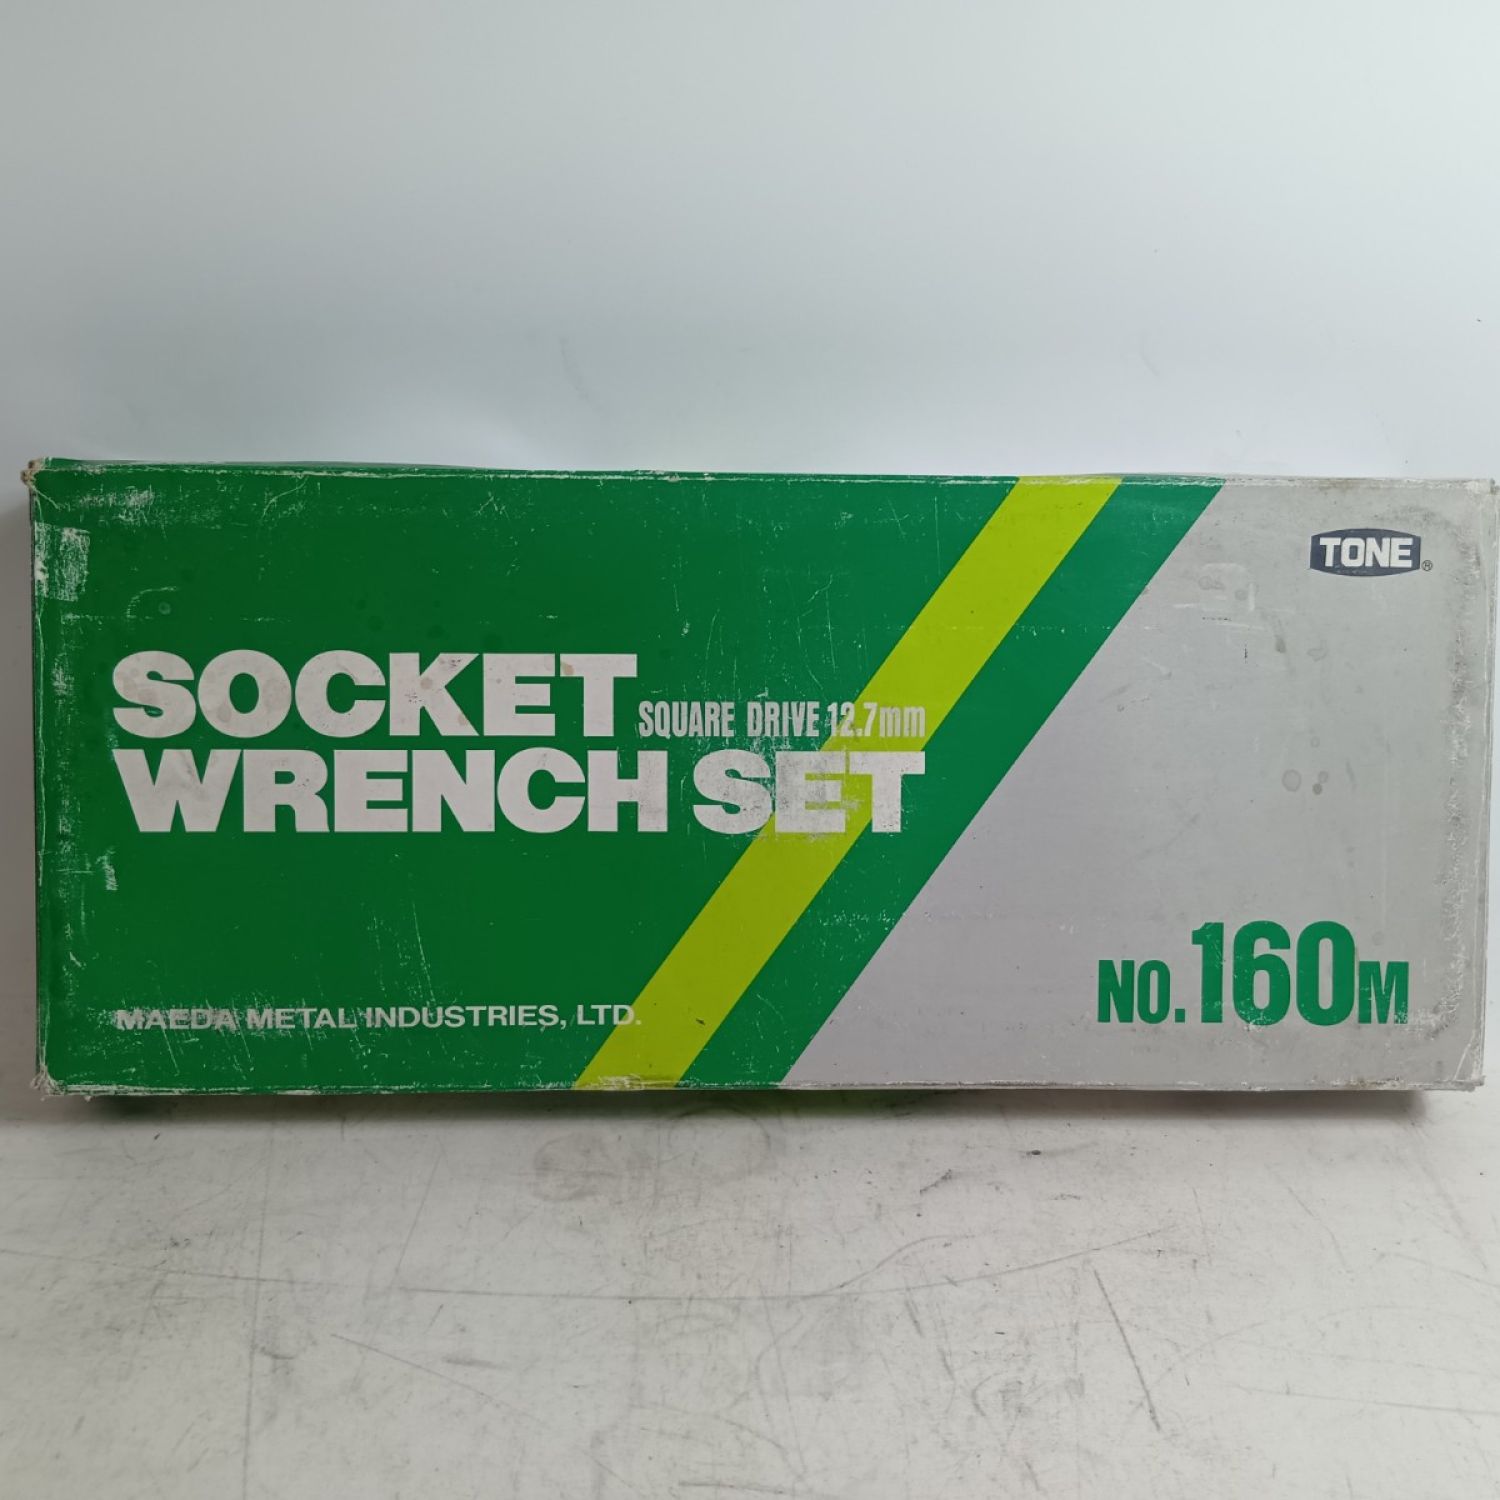 TONE ®
SOCKET
SQUARE DRIVE 12.7mm
WRENCH SET
MAEDA METAL INDUSTRIES, LTD.
NO.160M